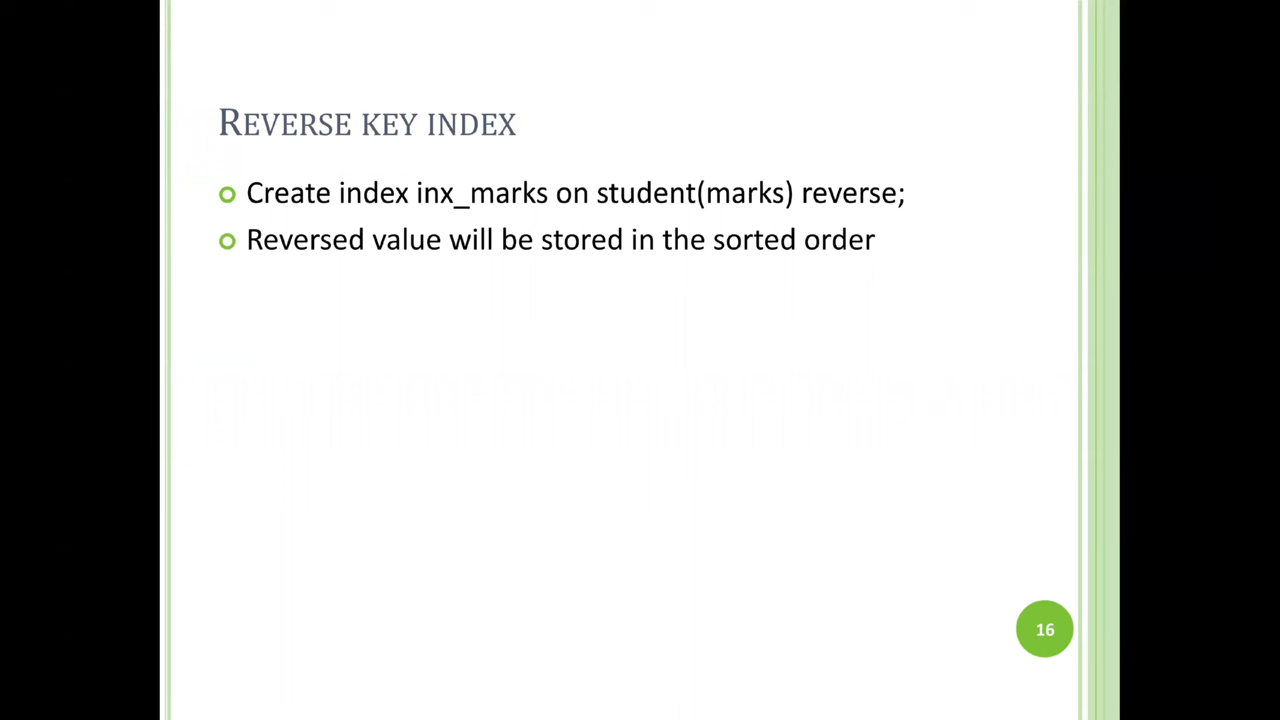 REVERSE KEY INDEX
Create index inx_marks on student(marks) reverse;
Reversed value will be stored in the sorted order
16